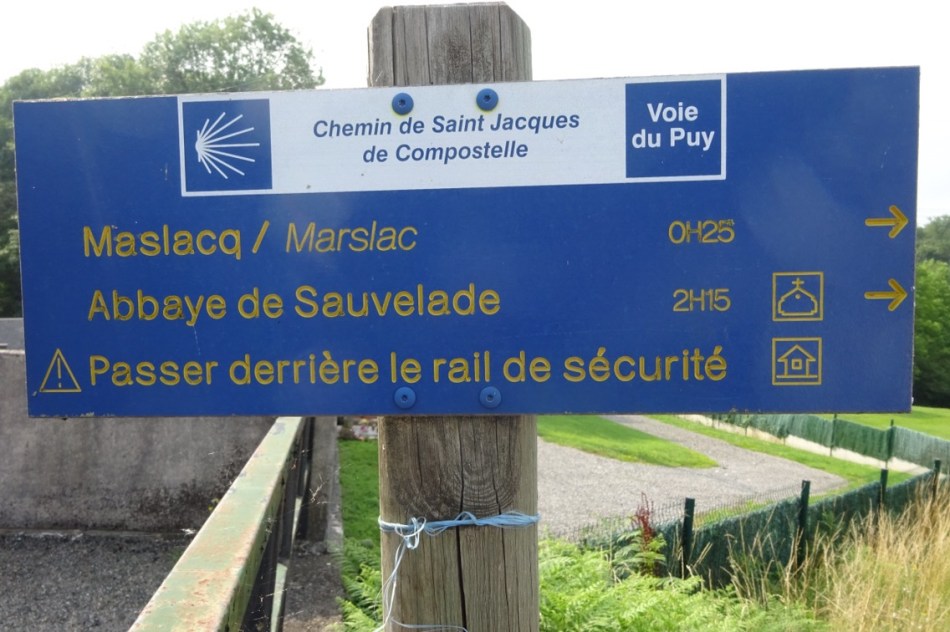 Chemin de Saint Jacques
de Compostelle
Voie
du Puy
Maslacq / Marslac 0H25
Abbaye de Sauvelade 2H15
Passer derrière le rail de sécurité